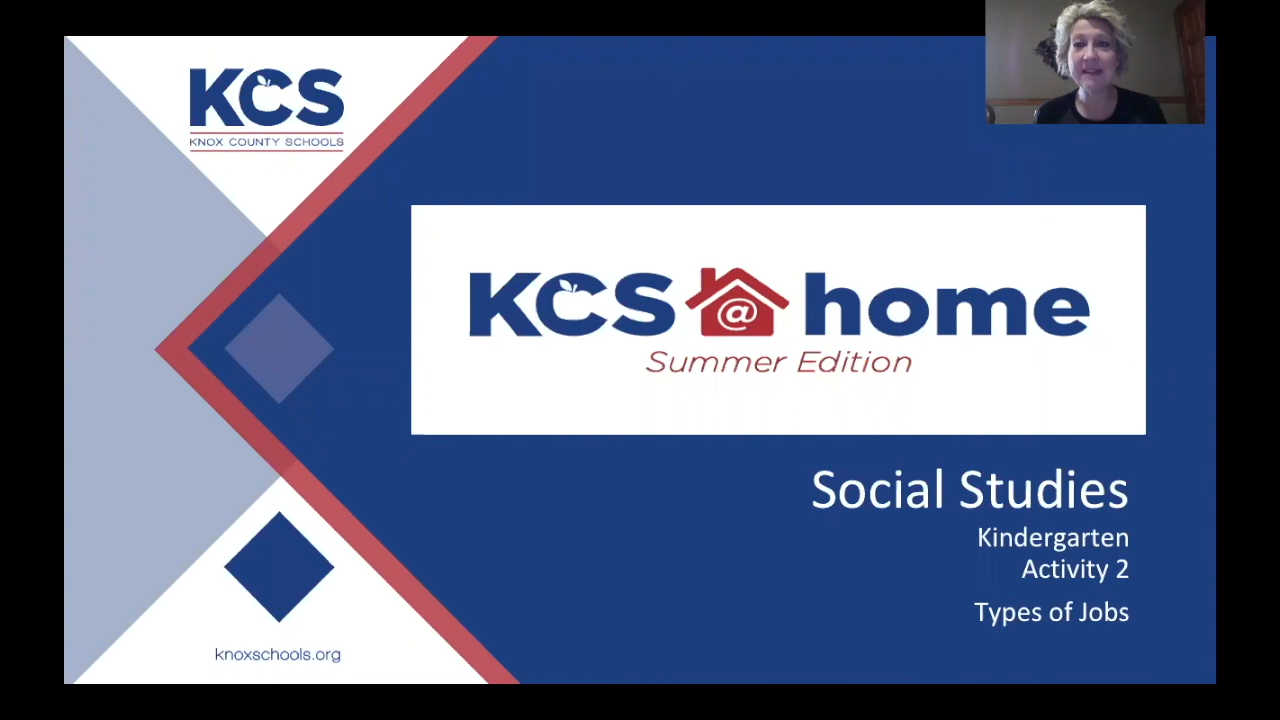 KCS
KNOX COUNTY SCHOOLS
KCS @ home
Summer Edition
Social Studies
Kindergarten
Activity 2
Types of Jobs
knoxschools.org